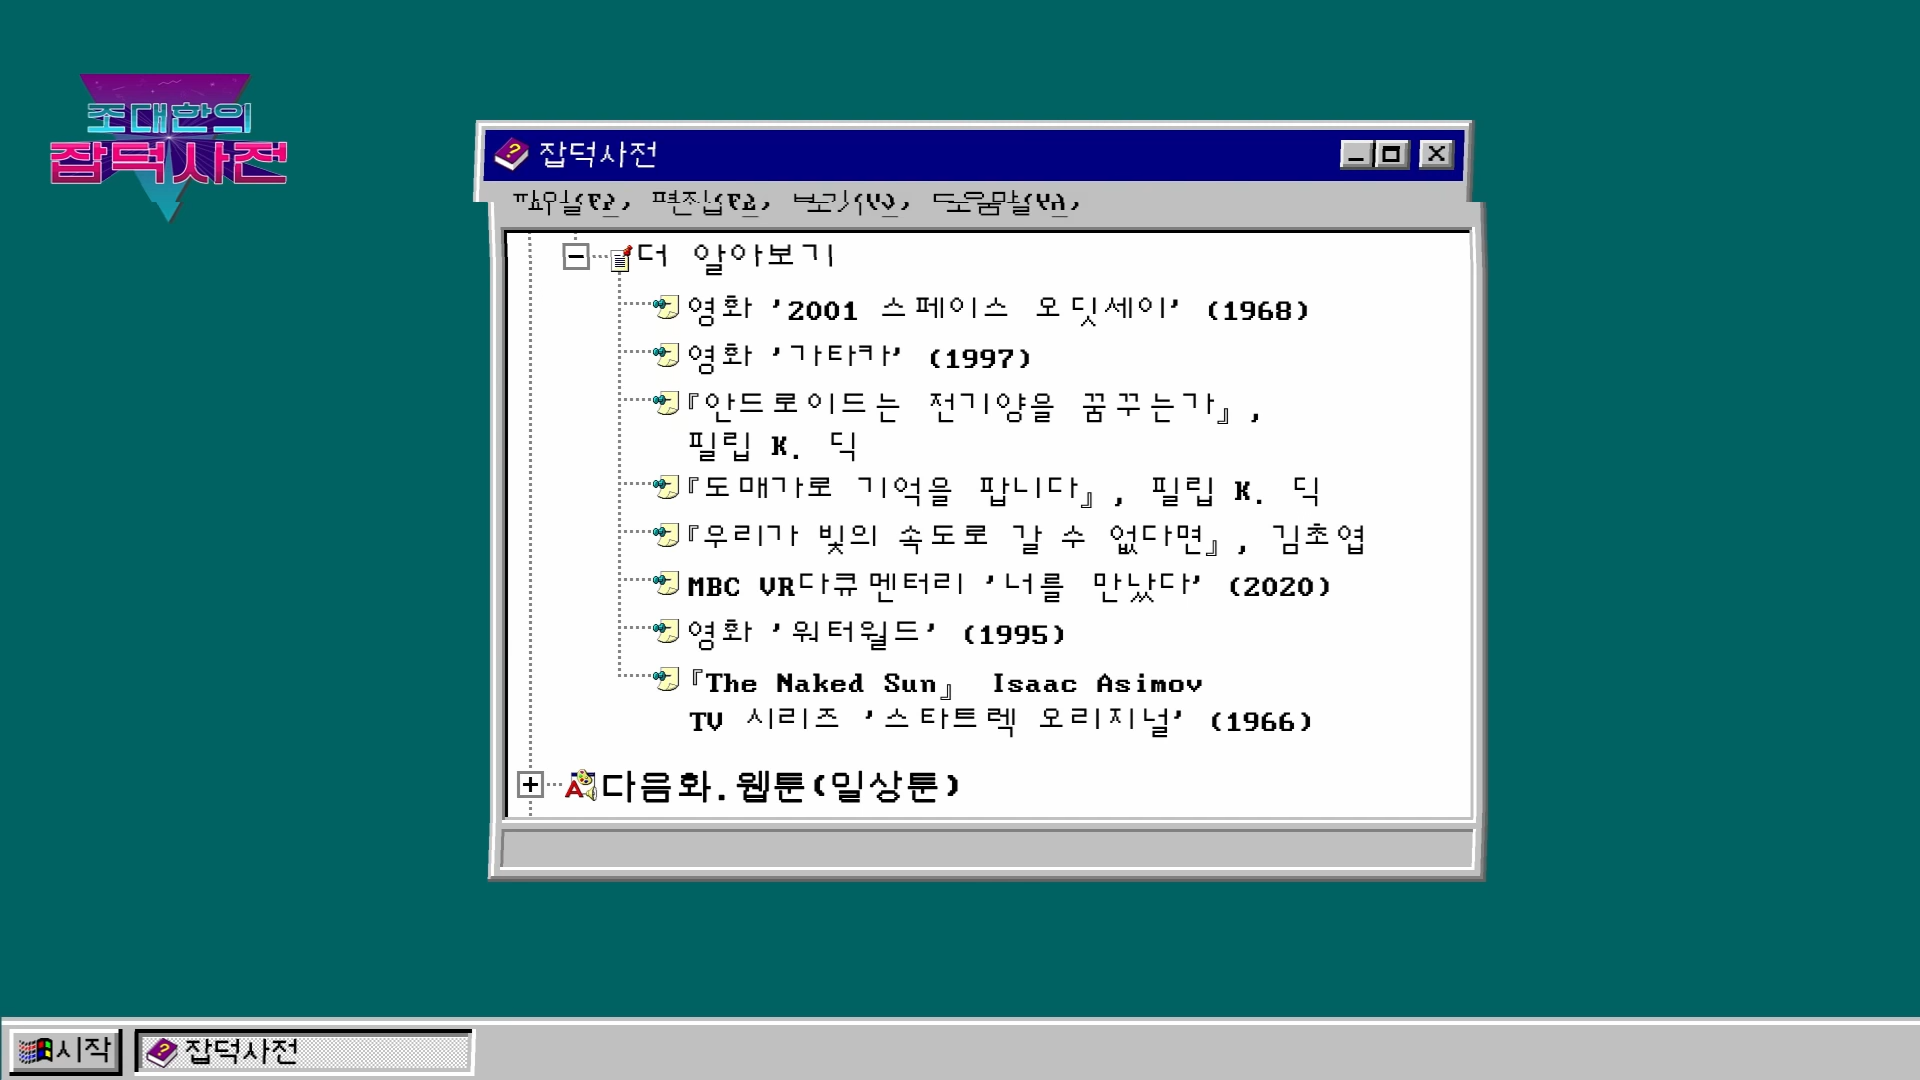 조대한의
잡덕사전
잡덕사전
파일(F), 편집(E), 보기(V), 도움말(H),
더 알아보기
영화 '2001 스페이스 오딧세이' (1968)
영화 '가타카' (1997)
『안드로이드는 전기양을 꿈꾸는가』,
필립 K. 딕
『도매가로 기억을 팝니다』, 필립 K. 딕
『우리가 빛의 속도로 갈 수 없다면』, 김초엽
MBC VR다큐멘터리 '너를 만났다' (2020)
영화 '워터월드' (1995)
『The Naked Sun』 Isaac Asimov
TV 시리즈 '스타트렉 오리지널' (1966)
다음화.웹툰(일상툰)
시작
잡덕사전